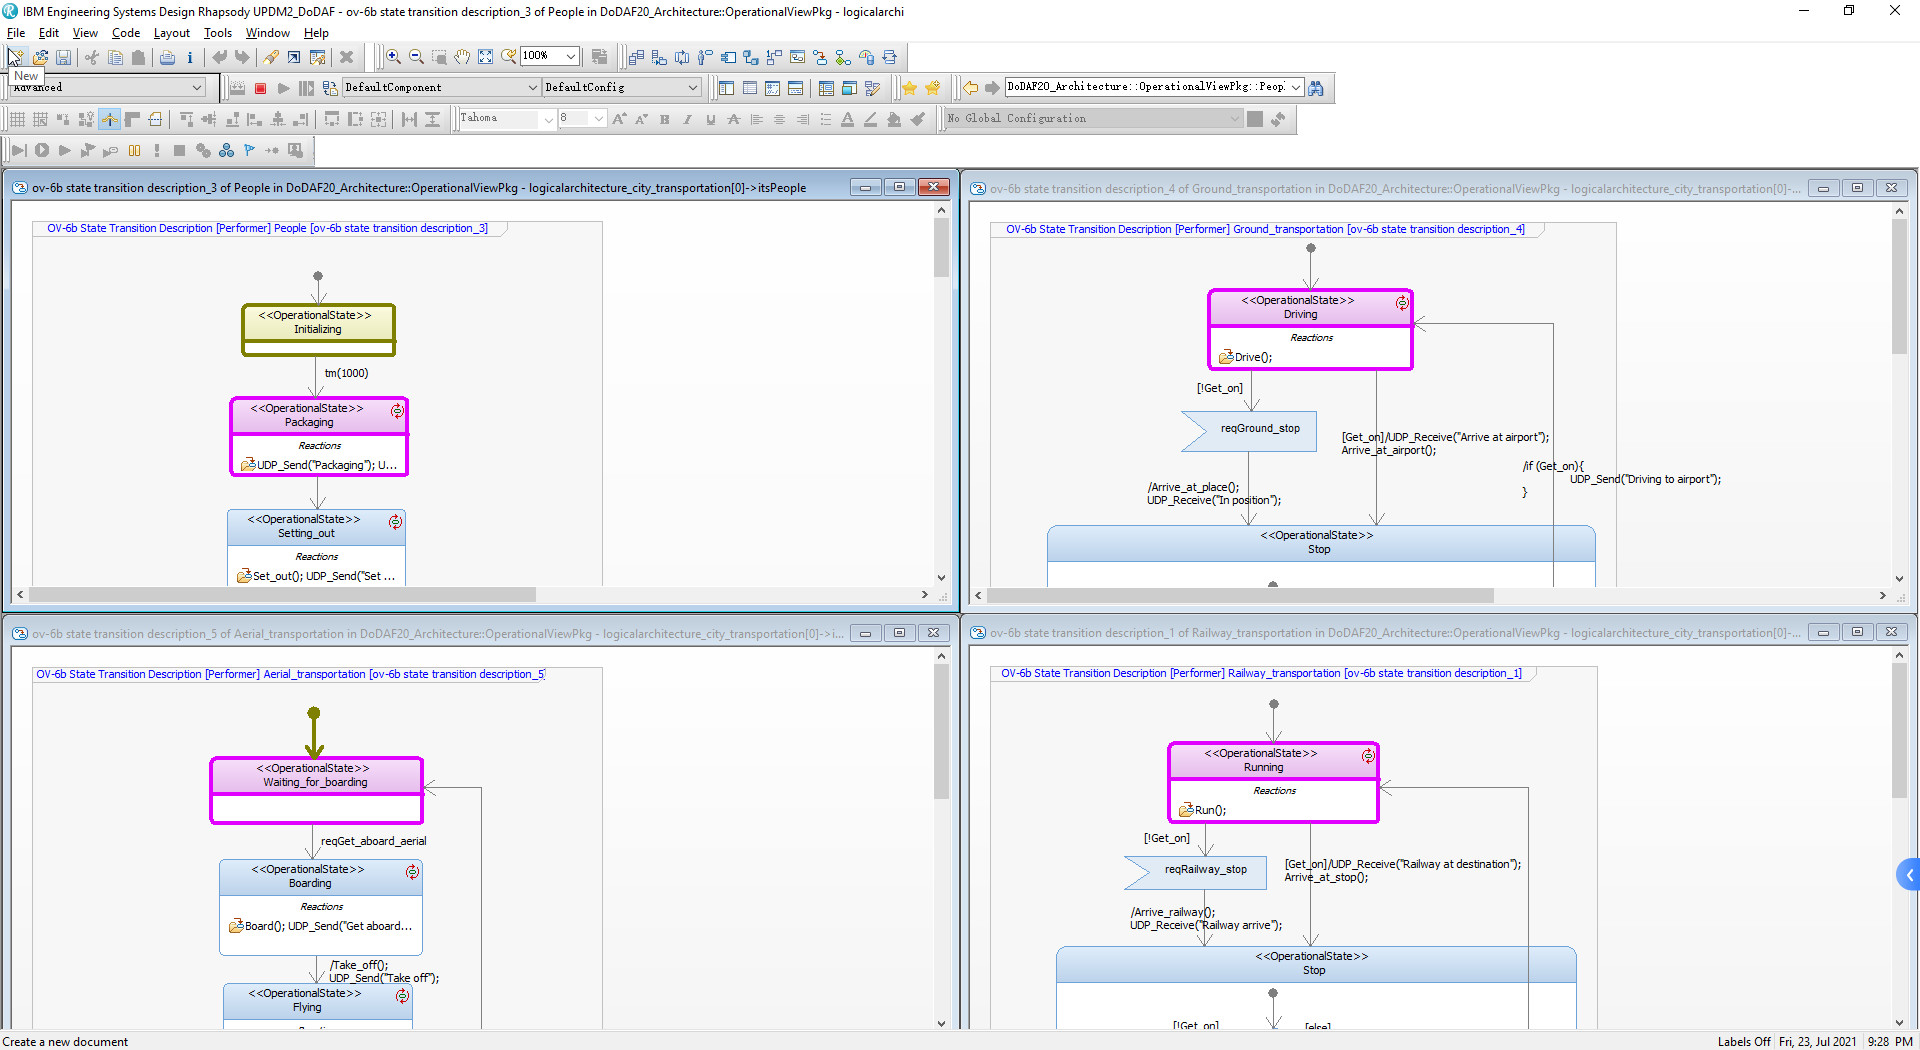 IBM Engineering Systems Design Rhapsody UPDM2_DoDAF - ov-6b state transition description_3 of People in DoDAF20_Architecture::OperationalViewPkg - logicalarchi
File Edit View Code Layout Tools Window Help
100%
New
Advanced
DefaultComponent
DefaultConfig
DoDAF20_Architecture::OperationalViewPkg::Peop
Tahoma
8
No Global Configuration
ov-6b state transition description_3 of People in DoDAF20_Architecture::OperationalViewPkg - logicalarchitecture_city_transportation[0]->itsPeople
OV-6b State Transition Description [Performer] People [ov-6b state transition description_3]
<<OperationalState>>
Initializing
tm(1000)
<<OperationalState>>
Packaging
Reactions
UDP_Send("Packaging"); U...
<<OperationalState>>
Setting_out
Reactions
Set_out(); UDP_Send("Set ...
ov-6b state transition description_4 of Ground_transportation in DoDAF20_Architecture::OperationalViewPkg - logicalarchitecture_city_transportation[0]-...
OV-6b State Transition Description [Performer] Ground_transportation [ov-6b state transition description_4]
<<OperationalState>>
Driving
Reactions
Drive();
[!Get_on]
reqGround_stop
[Get_on]/UDP_Receive("Arrive at airport");
Arrive_at_airport();
/if (Get_on){
UDP_Send("Driving to airport");
}
/Arrive_at_place();
UDP_Receive("In position");
<<OperationalState>>
Stop
ov-6b state transition description_5 of Aerial_transportation in DoDAF20_Architecture::OperationalViewPkg - logicalarchitecture_city_transportation[0]->i...
OV-6b State Transition Description [Performer] Aerial_transportation [ov-6b state transition description_5]
<<OperationalState>>
Waiting_for_boarding
reqGet_aboard_aerial
<<OperationalState>>
Boarding
Reactions
Board(); UDP_Send("Get aboard...
/Take_off();
UDP_Send("Take off");
<<OperationalState>>
Flying
ov-6b state transition description_1 of Railway_transportation in DoDAF20_Architecture::OperationalViewPkg - logicalarchitecture_city_transportation[0]-...
OV-6b State Transition Description [Performer] Railway_transportation [ov-6b state transition description_1]
<<OperationalState>>
Running
Reactions
Run();
[!Get_on]
reqRailway_stop
[Get_on]/UDP_Receive("Railway at destination");
Arrive_at_stop();
/Arrive_railway();
UDP_Receive("Railway arrive");
<<OperationalState>>
Stop
[!Get_on]
[else]
Create a new document
Labels Off Fri, 23, Jul 2021 9:28 PM